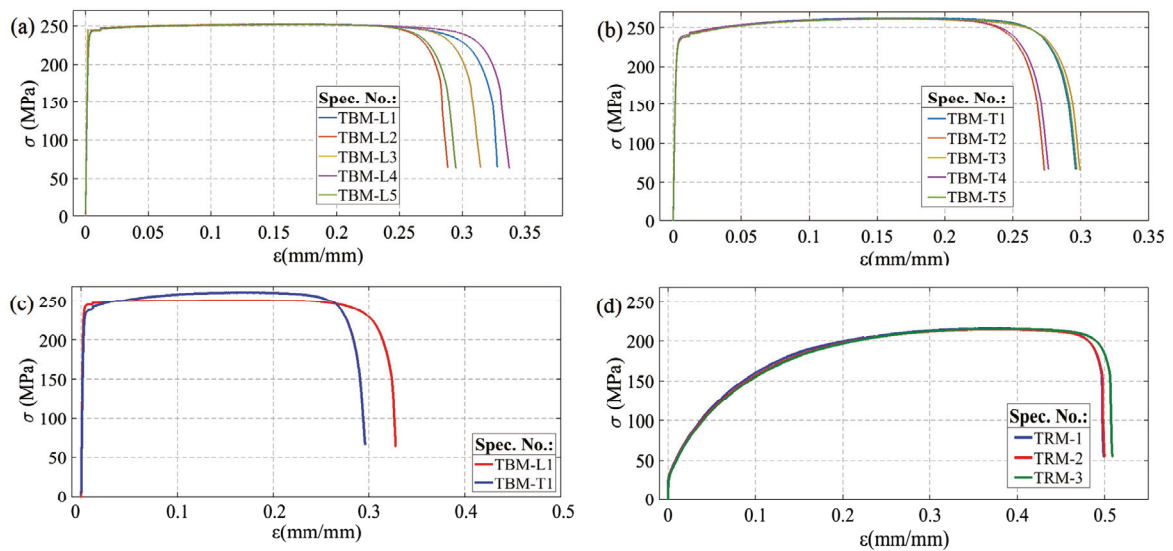 (a)
σ (MPa)
250
200
150
100
50
0
Spec. No.:
TBM-L1
TBM-L2
TBM-L3
TBM-L4
TBM-L5
0 0.05 0.1 0.15 0.2 0.25 0.3 0.35
ε(mm/mm)
(b)
σ (MPa)
250
200
150
100
50
0
Spec. No.:
TBM-T1
TBM-T2
TBM-T3
TBM-T4
TBM-T5
0 0.05 0.1 0.15 0.2 0.25 0.3 0.35
ε(mm/mm)
(c)
σ (MPa)
250
200
150
100
50
0
Spec. No.:
TBM-L1
TBM-T1
0 0.1 0.2 0.3 0.4 0.5
ε(mm/mm)
(d)
σ (MPa)
250
200
150
100
50
0
Spec. No.:
TRM-1
TRM-2
TRM-3
0 0.1 0.2 0.3 0.4 0.5
ε(mm/mm)